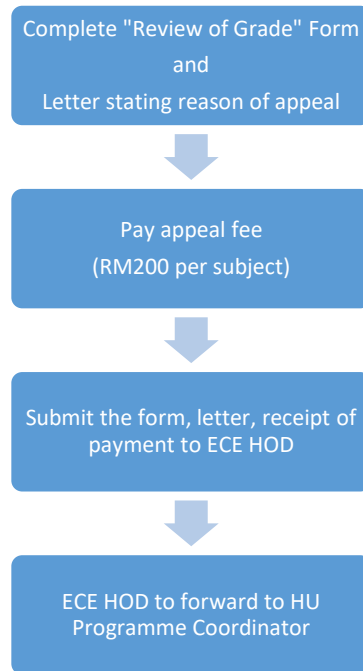 Complete "Review of Grade" Form
and
Letter stating reason of appeal
Pay appeal fee
(RM200 per subject)
Submit the form, letter, receipt of
payment to ECE HOD
ECE HOD to forward to HU
Programme Coordinator